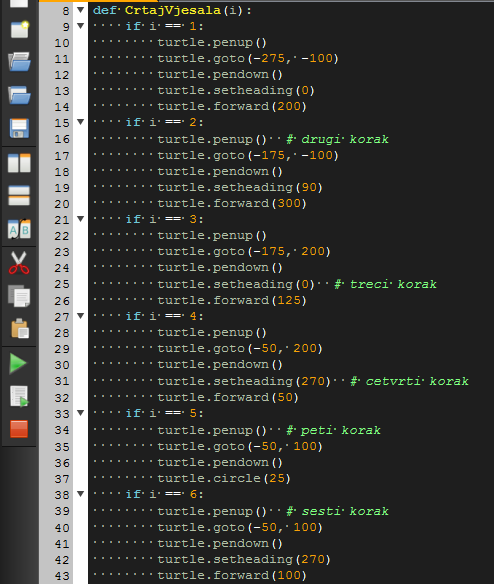 8 def CrtajVjesala(i):
9 if i == 1:
10 turtle.penup()
11 turtle.goto(-275, -100)
12 turtle.pendown()
13 turtle.setheading(0)
14 turtle.forward(200)
15 if i == 2:
16 turtle.penup() # drugi korak
17 turtle.goto(-175, -100)
18 turtle.pendown()
19 turtle.setheading(90)
20 turtle.forward(300)
21 if i == 3:
22 turtle.penup()
23 turtle.goto(-175, 200)
24 turtle.pendown()
25 turtle.setheading(0) # treci korak
26 turtle.forward(125)
27 if i == 4:
28 turtle.penup()
29 turtle.goto(-50, 200)
30 turtle.pendown()
31 turtle.setheading(270) # cetvrti korak
32 turtle.forward(50)
33 if i == 5:
34 turtle.penup() # peti korak
35 turtle.goto(-50, 100)
36 turtle.pendown()
37 turtle.circle(25)
38 if i == 6:
39 turtle.penup() # sesti korak
40 turtle.goto(-50, 100)
41 turtle.pendown()
42 turtle.setheading(270)
43 turtle.forward(100)